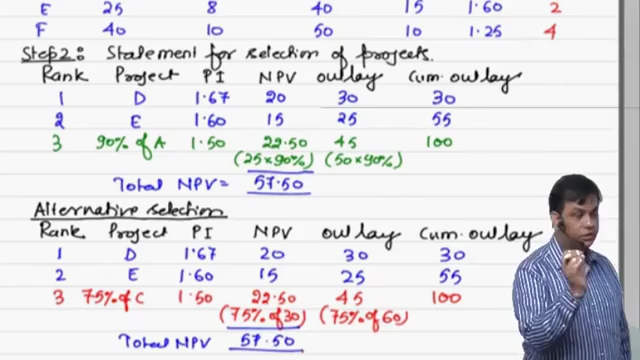 E 25 8 40 15 1.60 2
F 40 10 50 10 1.25 4
Step2: Statement for selection of projects.
Rank Project PI NPV outlay Cum. outlay
1 D 1.67 20 30 30
2 E 1.60 15 25 55
3 90% of A 1.50 22.50 45 100
(25×90%) (50×90%)
Total NPV= 57.50
Alternative selection
Rank Project PI NPV outlay Cum. outlay
1 D 1.67 20 30 30
2 E 1.60 15 25 55
3 75% of C 1.50 22.50 45 100
(75% of 30) (75% of 60)
Total NPV 57.50